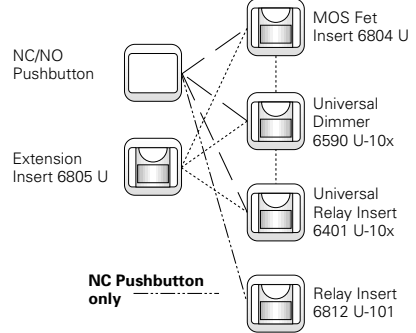 MOS Fet
Insert 6804 U
NC/NO
Pushbutton
Universal
Dimmer
6590 U-10x
Extension
Insert 6805 U
Universal
Relay Insert
6401 U-10x
NC Pushbutton
only
Relay Insert
6812 U-101